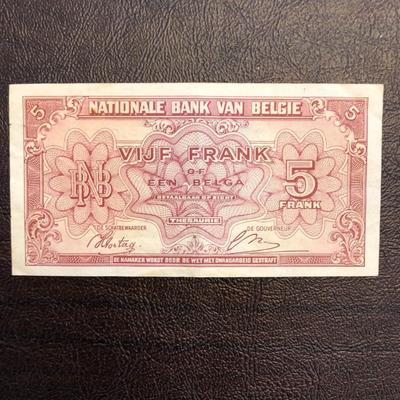 5 NATIONALE BANK VAN BELGIE 5
VIJF FRANK
OF
EEN BELGA
BETAALBAAR OP ZICHT
THESAURIE
BNB
5
FRANK
DE SCHATBEWAARDER
DE GOUVERNEUR
DE NAMAKER WORDT DOOR DE WET MET DWANGARBEID GESTRAFT